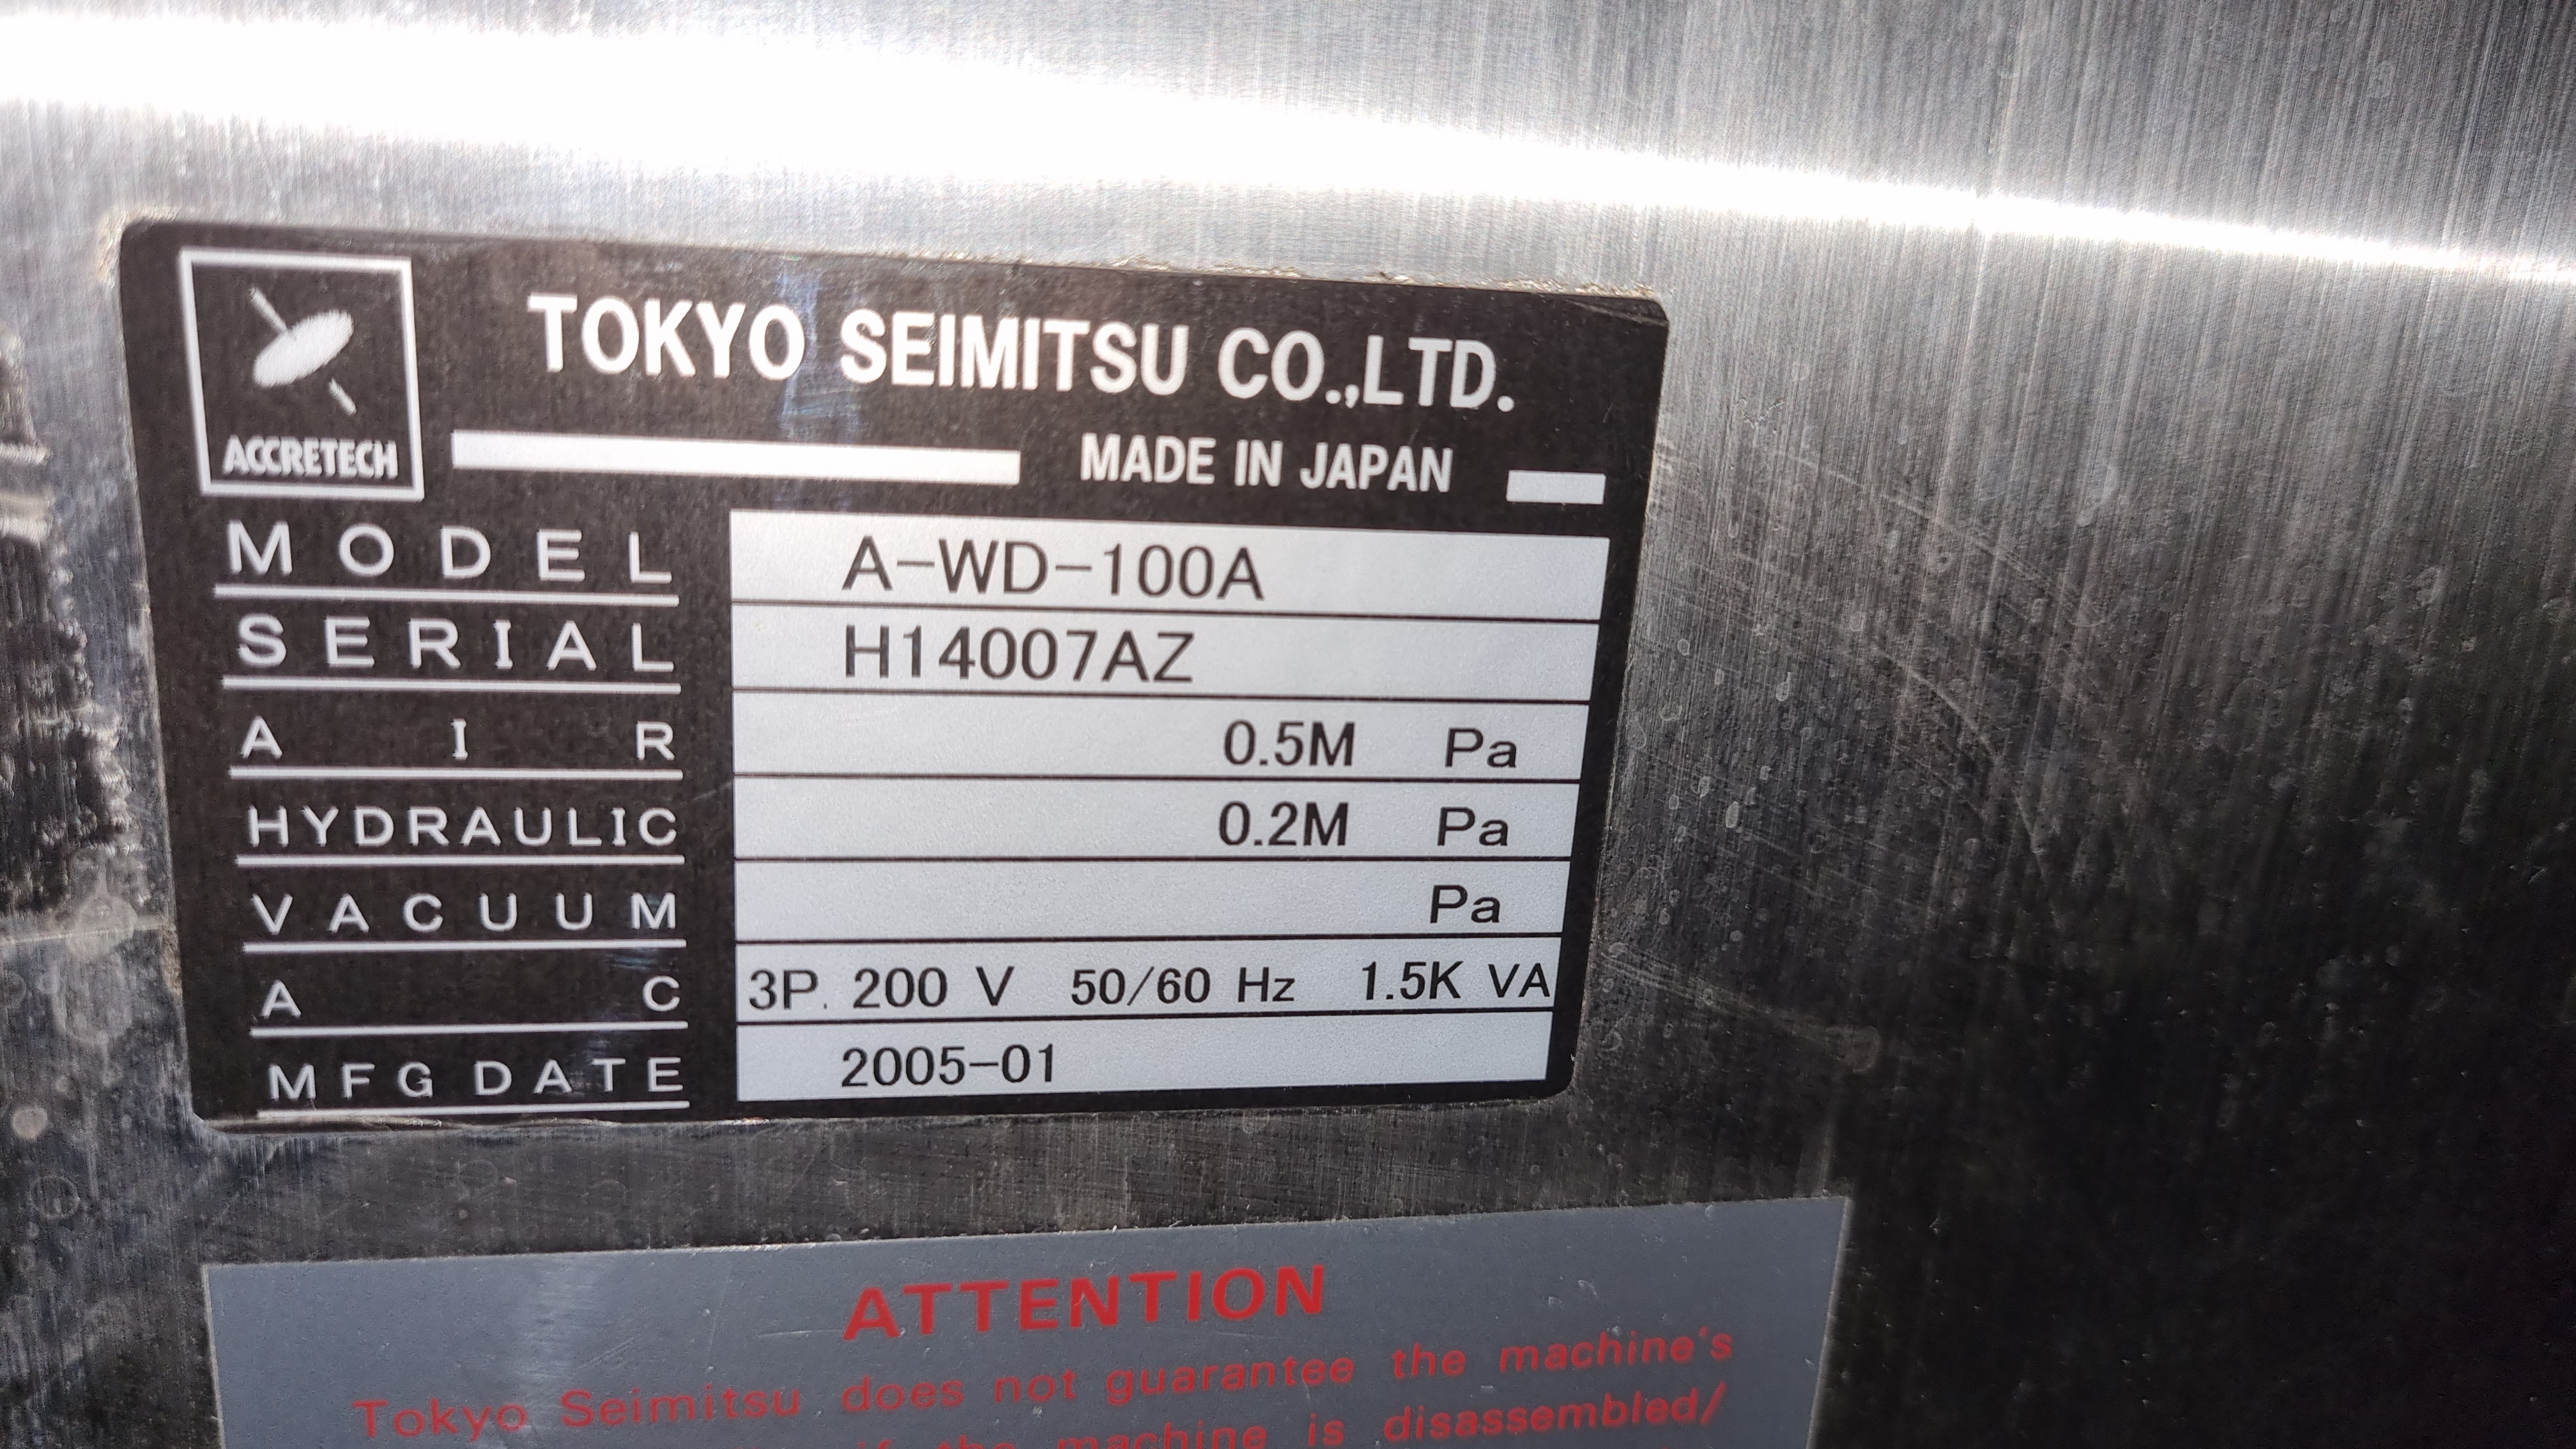 ACCRETECH
TOKYO SEIMITSU CO.,LTD.
MADE IN JAPAN
MODEL A-WD-100A
SERIAL H14007AZ
AIR 0.5M Pa
HYDRAULIC 0.2M Pa
VACUUM Pa
AC 3P. 200 V 50/60 Hz 1.5K VA
MFG DATE 2005-01
ATTENTION
Tokyo Seimitsu does not guarantee the machine's
if the machine is disassembled/